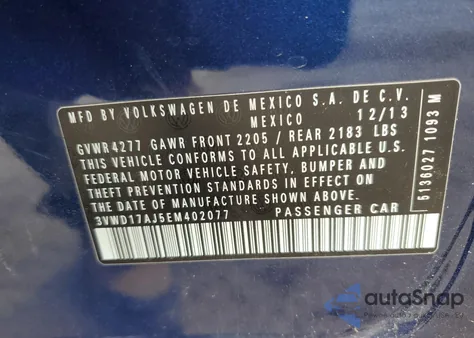 MFD BY VOLKSWAGEN DE MEXICO S.A. DE C.V.
MEXICO 12/13
GVWR 4277 GAWR FRONT 2205 / REAR 2183 LBS
THIS VEHICLE CONFORMS TO ALL APPLICABLE U.S.
FEDERAL MOTOR VEHICLE SAFETY, BUMPER AND
THEFT PREVENTION STANDARDS IN EFFECT ON
THE DATE OF MANUFACTURE SHOWN ABOVE.
3VWD17AJ5EM402077 PASSENGER CAR
5136027 1093 M
autoSnap